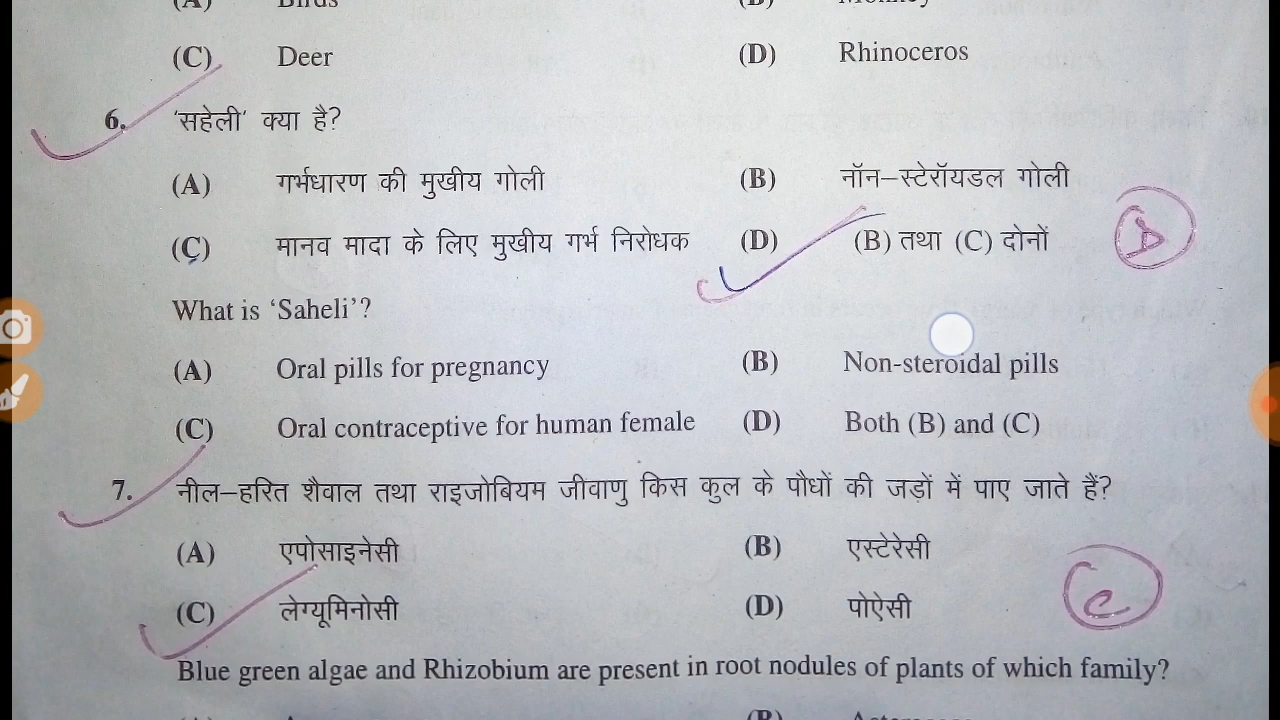 (C) Deer (D) Rhinoceros
6. 'सहेली' क्या है?
(A) गर्भधारण की मुखीय गोली (B) नॉन–स्टेरॉयडल गोली
(C) मानव मादा के लिए मुखीय गर्भ निरोधक (D) (B) तथा (C) दोनों
D
What is ‘Saheli’?
(A) Oral pills for pregnancy (B) Non-steroidal pills
(C) Oral contraceptive for human female (D) Both (B) and (C)
7. नील–हरित शैवाल तथा राइजोबियम जीवाणु किस कुल के पौधों की जड़ों में पाए जाते हैं?
(A) एपोसाइनेसी (B) एस्टेरेसी
(C) लेग्यूमिनोसी (D) पोऐसी
C
Blue green algae and Rhizobium are present in root nodules of plants of which family?